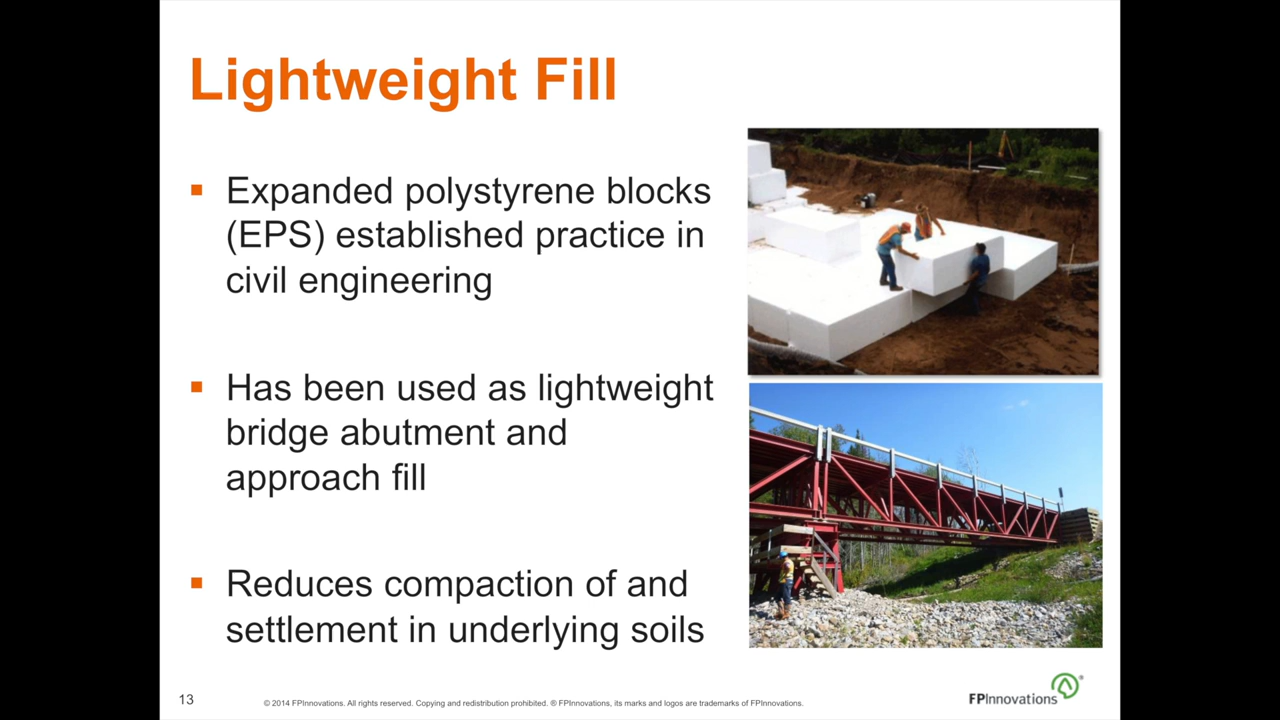 Lightweight Fill
▪ Expanded polystyrene blocks
(EPS) established practice in
civil engineering
▪ Has been used as lightweight
bridge abutment and
approach fill
▪ Reduces compaction of and
settlement in underlying soils
13
© 2014 FPInnovations. All rights reserved. Copying and redistribution prohibited. ® FPInnovations, its marks and logos are trademarks of FPInnovations.
FPInnovations®